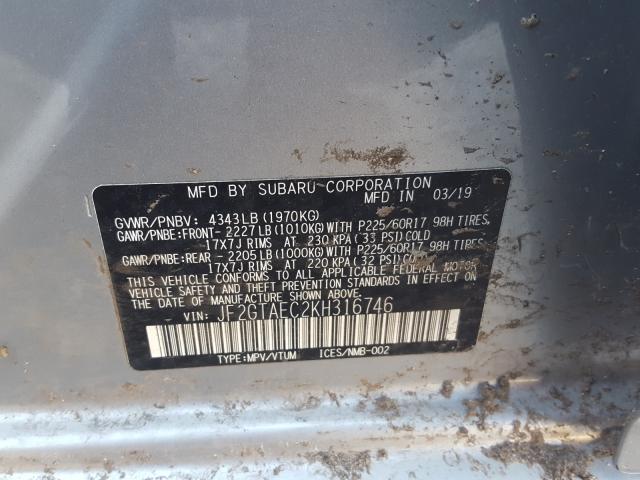 MFD BY SUBARU CORPORATION
MFD IN 03/19
GVWR/PNBV: 4343LB (1970KG)
GAWR/PNBE:FRONT- 2227LB (1010KG) WITH P225/60R17 98H TIRES,
17X7J RIMS AT 230 KPA (33 PSI) COLD
GAWR/PNBE:REAR - 2205LB (1000KG) WITH P225/60R17 98H TIRES,
17X7J RIMS AT 220 KPA (32 PSI) COLD
THIS VEHICLE CONFORMS TO ALL APPLICABLE FEDERAL MOTOR
VEHICLE SAFETY AND THEFT PREVENTION STANDARDS IN EFFECT ON
THE DATE OF MANUFACTURE SHOWN ABOVE.
VIN: JF2GTAEC2KH316746
TYPE:MPV/VTUM ICES/NMB-002